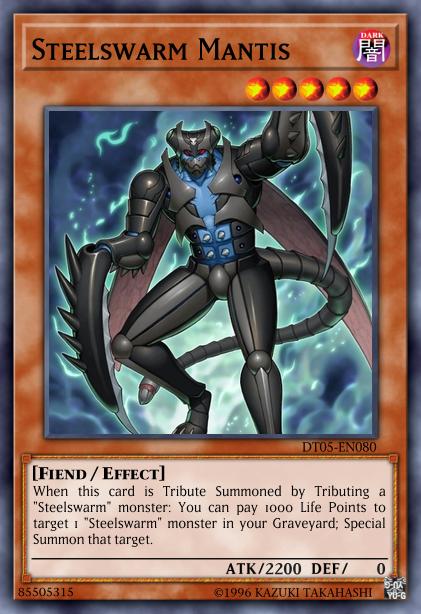 STEELSWARM MANTIS
DARK
闇
DT05-EN080
[FIEND / EFFECT]
When this card is Tribute Summoned by Tributing a
"Steelswarm" monster: You can pay 1000 Life Points to
target 1 "Steelswarm" monster in your Graveyard; Special
Summon that target.
ATK/2200 DEF/ 0
85505315
©1996 KAZUKI TAKAHASHI